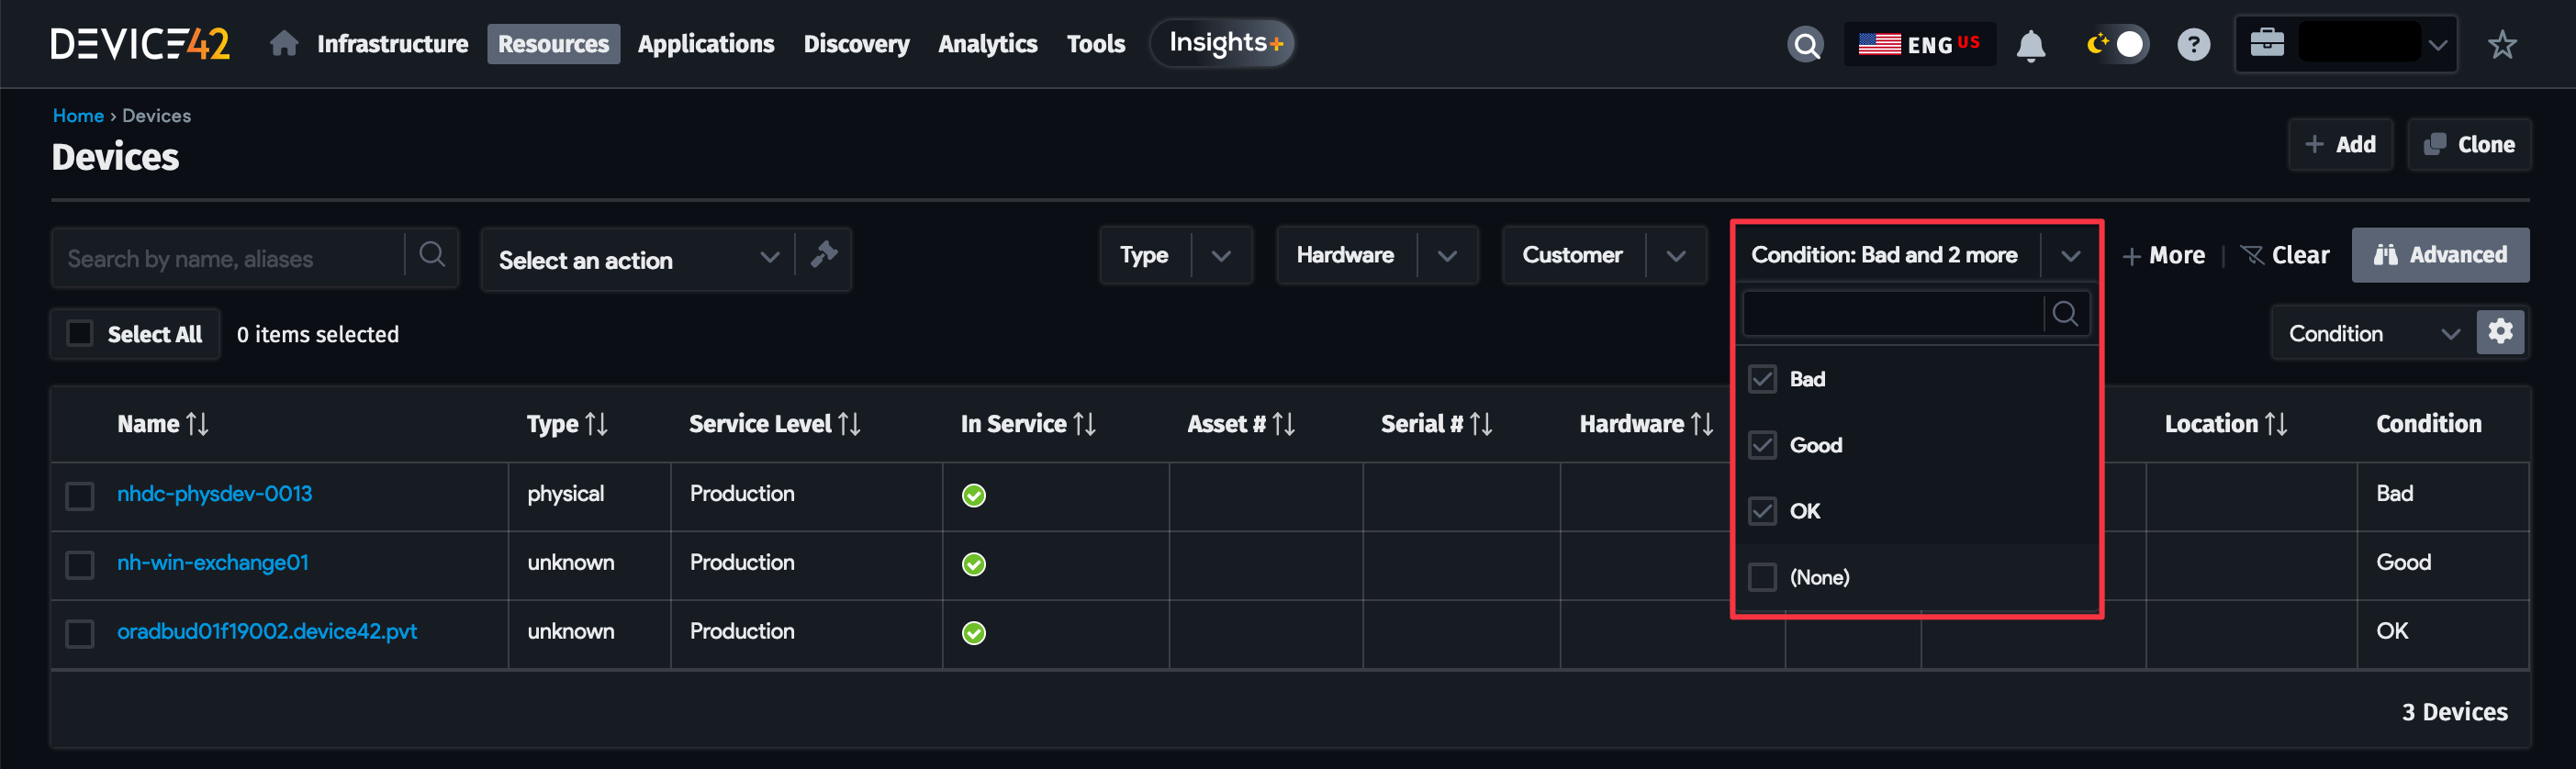 DEVICE42 Infrastructure Resources Applications Discovery Analytics Tools Insights+ ENG US ?
Home › Devices
Devices
+ Add Clone
Search by name, aliases Select an action Type Hardware Customer Condition: Bad and 2 more + More | Clear Advanced
Select All 0 items selected Condition
Bad
Good
OK
(None)
Name Type Service Level In Service Asset # Serial # Hardware Location Condition
nhdc-physdev-0013 physical Production Bad
nh-win-exchange01 unknown Production Good
oradbud01f19002.device42.pvt unknown Production OK
3 Devices